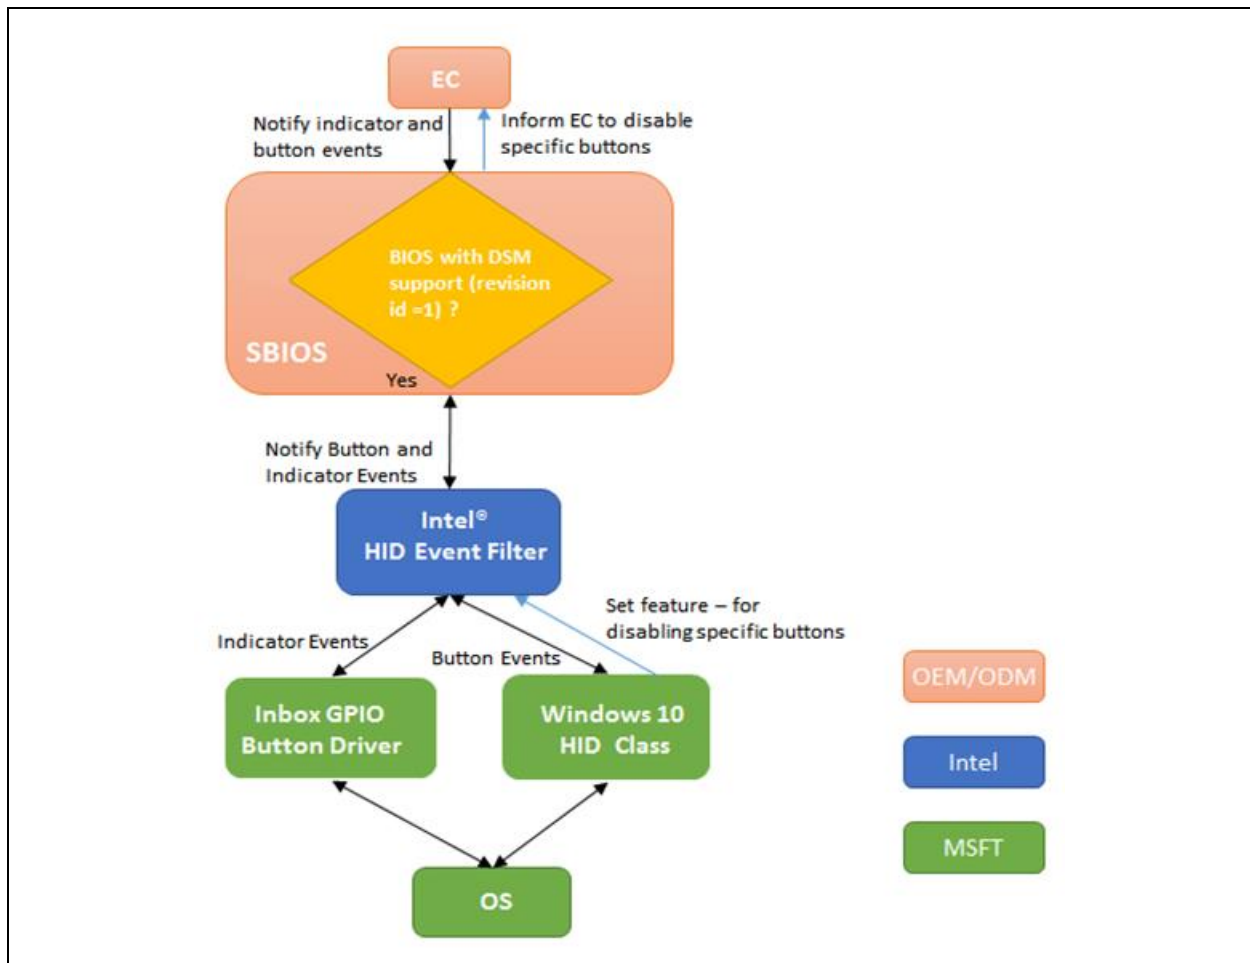 EC
Notify indicator and
button events
Inform EC to disable
specific buttons
BIOS with DSM
support (revision
id =1) ?
SBIOS
Yes
Notify Button and
Indicator Events
Intel®
HID Event Filter
Set feature – for
disabling specific buttons
Indicator Events
Button Events
Inbox GPIO
Button Driver
Windows 10
HID Class
OS
OEM/ODM
Intel
MSFT